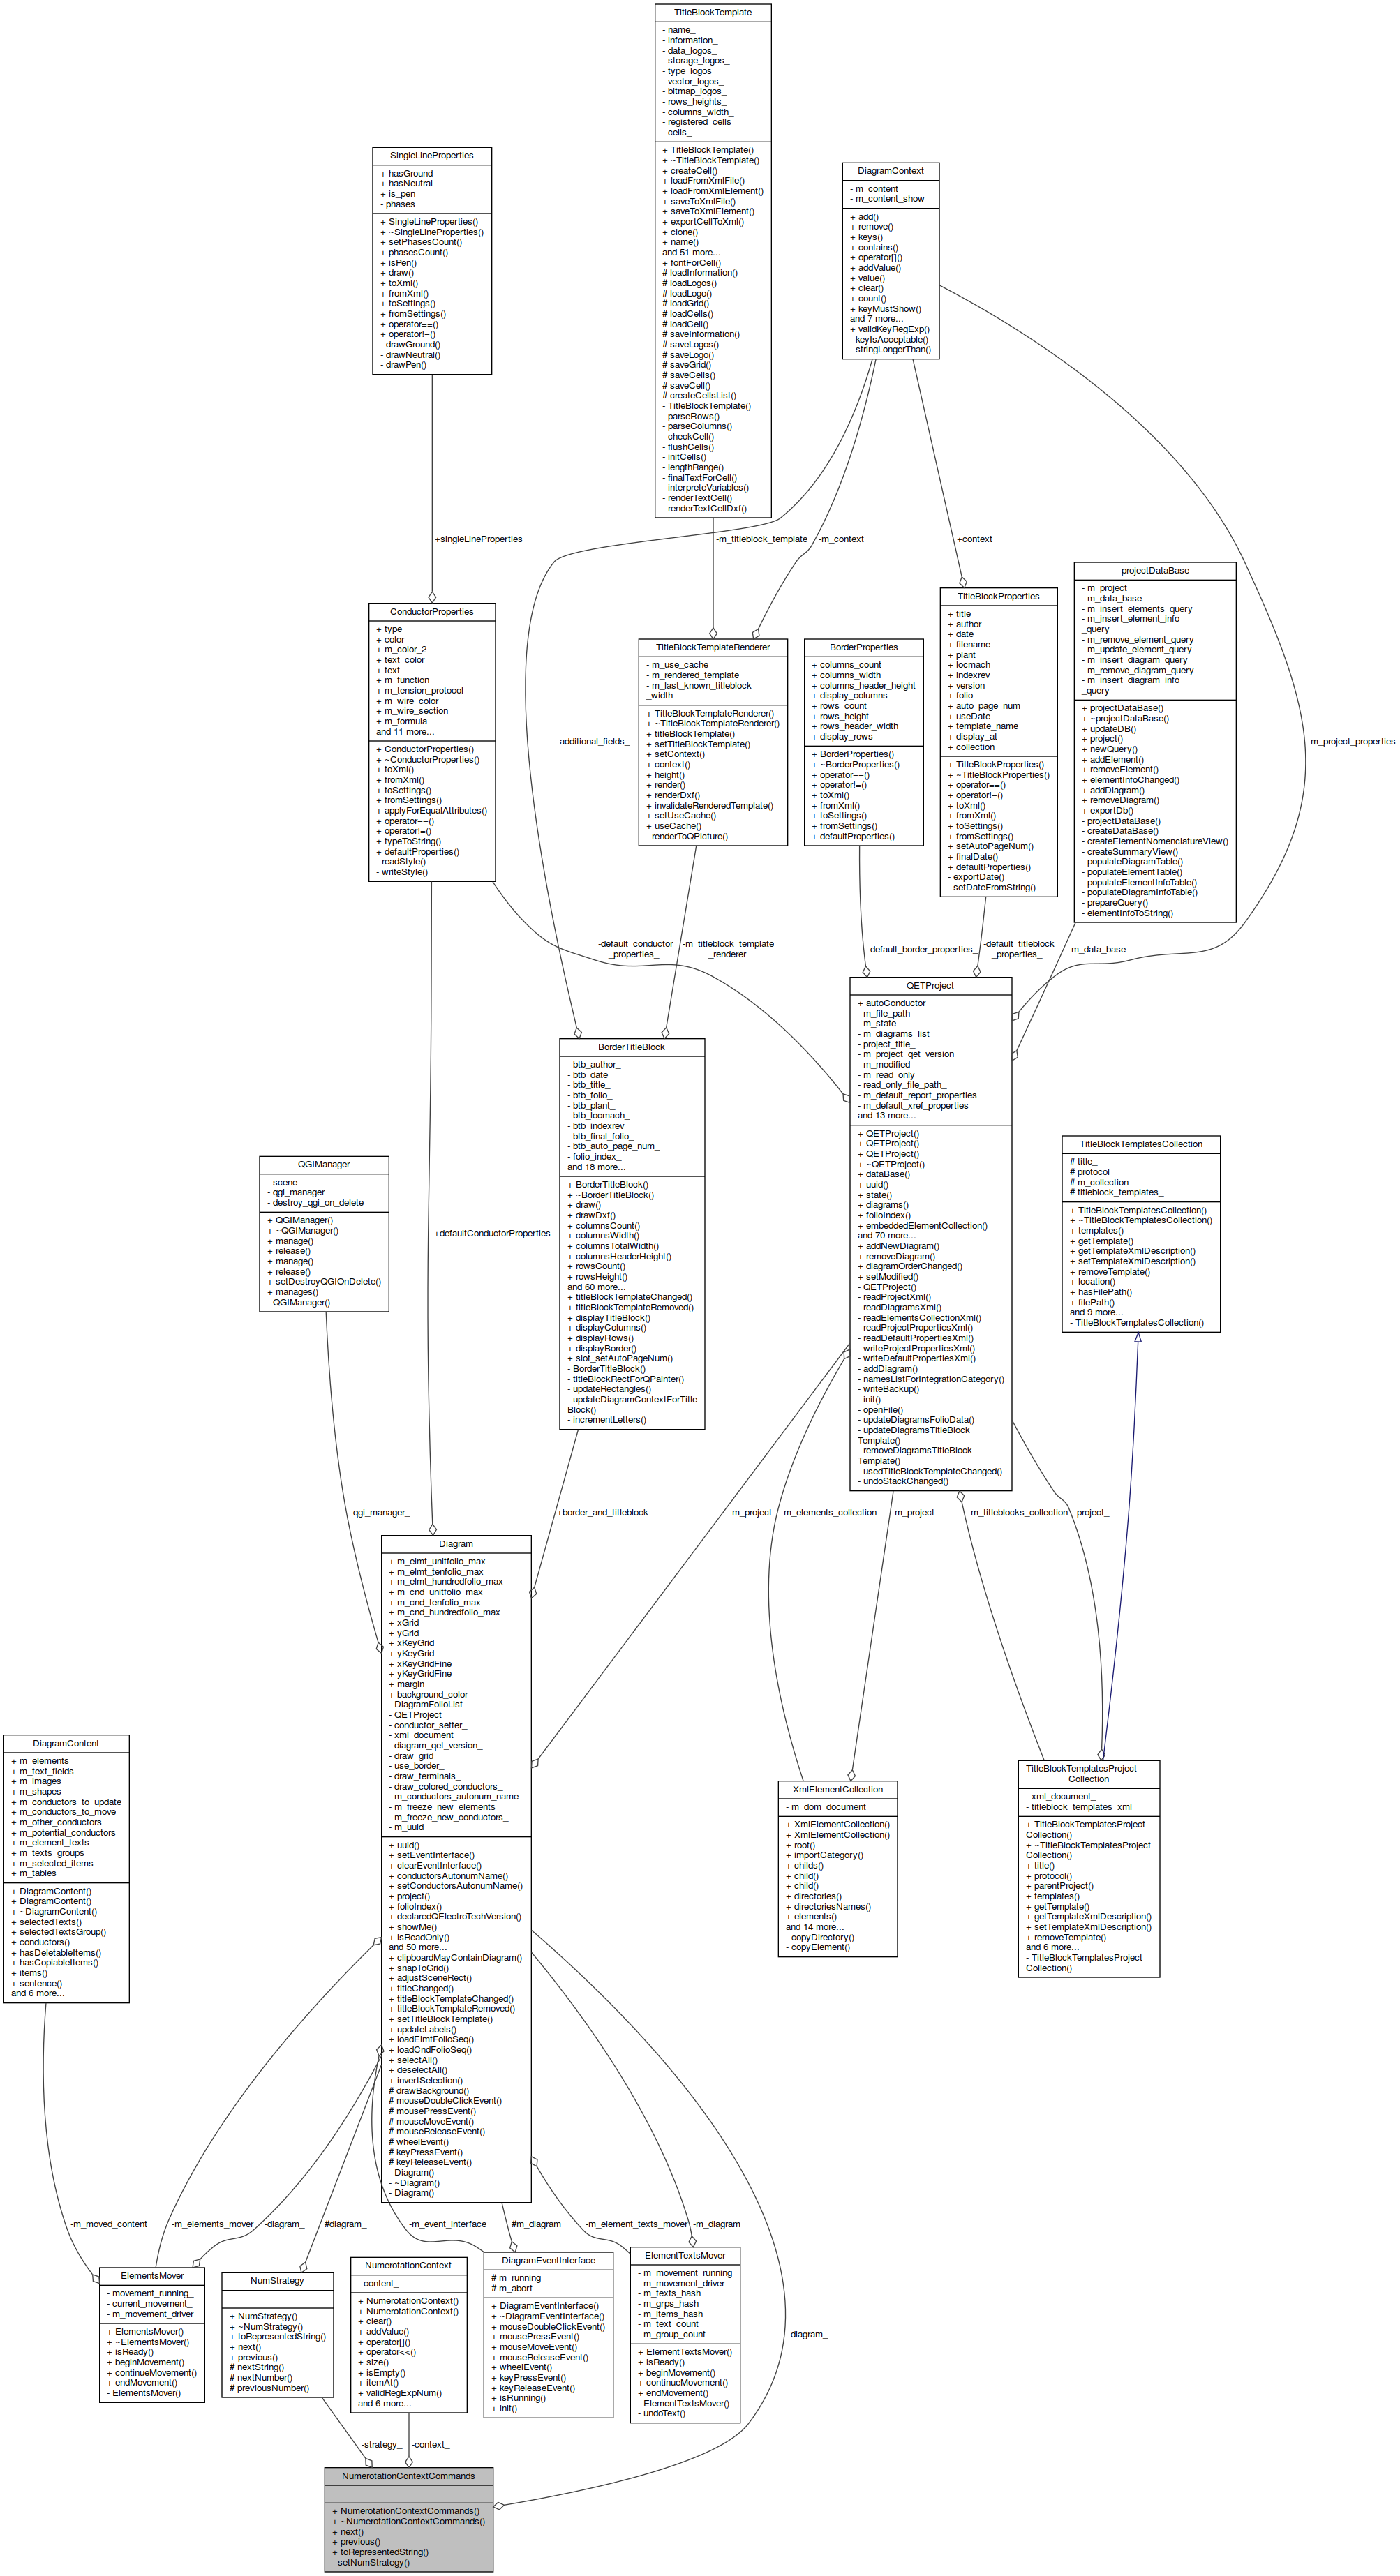 TitleBlockTemplate
- name_
- information_
- data_logos_
- storage_logos_
- type_logos_
- vector_logos_
- bitmap_logos_
- rows_heights_
- columns_width_
- registered_cells_
- cells_
+ TitleBlockTemplate()
+ ~TitleBlockTemplate()
+ createCell()
+ loadFromXmlFile()
+ loadFromXmlElement()
+ saveToXmlFile()
+ saveToXmlElement()
+ exportCellToXml()
+ clone()
+ name()
and 51 more...
+ fontForCell()
# loadInformation()
# loadLogos()
# loadLogo()
# loadGrid()
# loadCells()
# loadCell()
# saveInformation()
# saveLogos()
# saveLogo()
# saveGrid()
# saveCells()
# saveCell()
# createCellsList()
- TitleBlockTemplate()
- parseRows()
- parseColumns()
- checkCell()
- flushCells()
- initCells()
- lengthRange()
- finalTextForCell()
- interpreteVariables()
- renderTextCell()
- renderTextCellDxf()
SingleLineProperties
+ hasGround
+ hasNeutral
+ is_pen
- phases
+ SingleLineProperties()
+ ~SingleLineProperties()
+ setPhasesCount()
+ phasesCount()
+ isPen()
+ draw()
+ toXml()
+ fromXml()
+ toSettings()
+ fromSettings()
+ operator==()
+ operator!=()
- drawGround()
- drawNeutral()
- drawPen()
DiagramContext
- m_content
- m_content_show
+ add()
+ remove()
+ keys()
+ contains()
+ operator[]()
+ addValue()
+ value()
+ clear()
+ count()
+ keyMustShow()
and 7 more...
+ validKeyRegExp()
- keyIsAcceptable()
- stringLongerThan()
+singleLineProperties
-m_titleblock_template
-m_context
+context
ConductorProperties
+ type
+ color
+ m_color_2
+ text_color
+ text
+ m_function
+ m_tension_protocol
+ m_wire_color
+ m_wire_section
+ m_formula
and 11 more...
+ ConductorProperties()
+ ~ConductorProperties()
+ toXml()
+ fromXml()
+ toSettings()
+ fromSettings()
+ applyForEqualAttributes()
+ operator==()
+ operator!=()
+ typeToString()
+ defaultProperties()
- readStyle()
- writeStyle()
-additional_fields_
TitleBlockTemplateRenderer
- m_use_cache
- m_rendered_template
- m_last_known_titleblock
_width
+ TitleBlockTemplateRenderer()
+ ~TitleBlockTemplateRenderer()
+ titleBlockTemplate()
+ setTitleBlockTemplate()
+ setContext()
+ context()
+ height()
+ render()
+ renderDxf()
+ invalidateRenderedTemplate()
+ setUseCache()
+ useCache()
- renderToQPicture()
BorderProperties
+ columns_count
+ columns_width
+ columns_header_height
+ display_columns
+ rows_count
+ rows_height
+ rows_header_width
+ display_rows
+ BorderProperties()
+ ~BorderProperties()
+ operator==()
+ operator!=()
+ toXml()
+ fromXml()
+ toSettings()
+ fromSettings()
+ defaultProperties()
TitleBlockProperties
+ title
+ author
+ date
+ filename
+ plant
+ locmach
+ indexrev
+ version
+ folio
+ auto_page_num
+ useDate
+ template_name
+ display_at
+ collection
+ TitleBlockProperties()
+ ~TitleBlockProperties()
+ operator==()
+ operator!=()
+ toXml()
+ fromXml()
+ toSettings()
+ fromSettings()
+ setAutoPageNum()
+ finalDate()
+ defaultProperties()
- exportDate()
- setDateFromString()
projectDataBase
- m_project
- m_data_base
- m_insert_elements_query
- m_insert_element_info
_query
- m_remove_element_query
- m_update_element_query
- m_insert_diagram_query
- m_remove_diagram_query
- m_insert_diagram_info
_query
+ projectDataBase()
+ ~projectDataBase()
+ updateDB()
+ project()
+ newQuery()
+ addElement()
+ removeElement()
+ elementInfoChanged()
+ addDiagram()
+ removeDiagram()
+ exportDb()
- projectDataBase()
- createDataBase()
- createElementNomenclatureView()
- createSummaryView()
- populateDiagramTable()
- populateElementTable()
- populateElementInfoTable()
- populateDiagramInfoTable()
- prepareQuery()
- elementInfoToString()
-m_project_properties
-default_conductor
_properties_
-m_titleblock_template
_renderer
-default_border_properties_
-default_titleblock
_properties_
-m_data_base
BorderTitleBlock
- btb_author_
- btb_date_
- btb_title_
- btb_folio_
- btb_plant_
- btb_locmach_
- btb_indexrev_
- btb_final_folio_
- btb_auto_page_num_
- folio_index_
and 18 more...
+ BorderTitleBlock()
+ ~BorderTitleBlock()
+ draw()
+ drawDxf()
+ columnsCount()
+ columnsWidth()
+ columnsTotalWidth()
+ columnsHeaderHeight()
+ rowsCount()
+ rowsHeight()
and 60 more...
+ titleBlockTemplateChanged()
+ titleBlockTemplateRemoved()
+ displayTitleBlock()
+ displayColumns()
+ displayRows()
+ displayBorder()
+ slot_setAutoPageNum()
- BorderTitleBlock()
- titleBlockRectForQPainter()
- updateRectangles()
- updateDiagramContextForTitle
Block()
- incrementLetters()
QETProject
+ autoConductor
- m_file_path
- m_state
- m_diagrams_list
- project_title_
- m_project_qet_version
- m_modified
- m_read_only
- read_only_file_path_
- m_default_report_properties
- m_default_xref_properties
and 13 more...
+ QETProject()
+ QETProject()
+ QETProject()
+ ~QETProject()
+ dataBase()
+ uuid()
+ state()
+ diagrams()
+ folioIndex()
+ embeddedElementCollection()
and 70 more...
+ addNewDiagram()
+ removeDiagram()
+ diagramOrderChanged()
+ setModified()
- QETProject()
- readProjectXml()
- readDiagramsXml()
- readElementsCollectionXml()
- readProjectPropertiesXml()
- readDefaultPropertiesXml()
- writeProjectPropertiesXml()
- writeDefaultPropertiesXml()
- addDiagram()
- namesListForIntegrationCategory()
- writeBackup()
- init()
- openFile()
- updateDiagramsFolioData()
- updateDiagramsTitleBlock
Template()
- removeDiagramsTitleBlock
Template()
- usedTitleBlockTemplateChanged()
- undoStackChanged()
TitleBlockTemplatesCollection
# title_
# protocol_
# m_collection
# titleblock_templates_
+ TitleBlockTemplatesCollection()
+ ~TitleBlockTemplatesCollection()
+ templates()
+ getTemplate()
+ getTemplateXmlDescription()
+ setTemplateXmlDescription()
+ removeTemplate()
+ location()
+ hasFilePath()
+ filePath()
and 9 more...
- TitleBlockTemplatesCollection()
QGIManager
- scene
- qgi_manager
- destroy_qgi_on_delete
+ QGIManager()
+ ~QGIManager()
+ manage()
+ release()
+ manage()
+ release()
+ setDestroyQGIOnDelete()
+ manages()
- QGIManager()
+defaultConductorProperties
-qgi_manager_
+border_and_titleblock
-m_project
-m_elements_collection
-m_project
-m_titleblocks_collection
-project_
Diagram
+ m_elmt_unitfolio_max
+ m_elmt_tenfolio_max
+ m_elmt_hundredfolio_max
+ m_cnd_unitfolio_max
+ m_cnd_tenfolio_max
+ m_cnd_hundredfolio_max
+ xGrid
+ yGrid
+ xKeyGrid
+ yKeyGrid
+ xKeyGridFine
+ yKeyGridFine
+ margin
+ background_color
- DiagramFolioList
- QETProject
- conductor_setter_
- xml_document_
- diagram_qet_version_
- draw_grid_
- use_border_
- draw_terminals_
- draw_colored_conductors_
- m_conductors_autonum_name
- m_freeze_new_elements
- m_freeze_new_conductors_
- m_uuid
+ uuid()
+ setEventInterface()
+ clearEventInterface()
+ conductorsAutonumName()
+ setConductorsAutonumName()
+ project()
+ folioIndex()
+ declaredQElectroTechVersion()
+ showMe()
+ isReadOnly()
and 50 more...
+ clipboardMayContainDiagram()
+ snapToGrid()
+ adjustSceneRect()
+ titleChanged()
+ titleBlockTemplateChanged()
+ titleBlockTemplateRemoved()
+ setTitleBlockTemplate()
+ updateLabels()
+ loadElmtFolioSeq()
+ loadCndFolioSeq()
+ selectAll()
+ deselectAll()
+ invertSelection()
# drawBackground()
# mouseDoubleClickEvent()
# mousePressEvent()
# mouseMoveEvent()
# mouseReleaseEvent()
# wheelEvent()
# keyPressEvent()
# keyReleaseEvent()
- Diagram()
- ~Diagram()
- Diagram()
DiagramContent
+ m_elements
+ m_text_fields
+ m_images
+ m_shapes
+ m_conductors_to_update
+ m_conductors_to_move
+ m_other_conductors
+ m_potential_conductors
+ m_element_texts
+ m_texts_groups
+ m_selected_items
+ m_tables
+ DiagramContent()
+ DiagramContent()
+ ~DiagramContent()
+ selectedTexts()
+ selectedTextsGroup()
+ conductors()
+ hasDeletableItems()
+ hasCopiableItems()
+ items()
+ sentence()
and 6 more...
XmlElementCollection
- m_dom_document
+ XmlElementCollection()
+ XmlElementCollection()
+ root()
+ importCategory()
+ childs()
+ child()
+ child()
+ directories()
+ directoriesNames()
+ elements()
and 14 more...
- copyDirectory()
- copyElement()
TitleBlockTemplatesProject
Collection
- xml_document_
- titleblock_templates_xml_
+ TitleBlockTemplatesProject
Collection()
+ ~TitleBlockTemplatesProject
Collection()
+ title()
+ protocol()
+ parentProject()
+ templates()
+ getTemplate()
+ getTemplateXmlDescription()
+ setTemplateXmlDescription()
+ removeTemplate()
and 6 more...
- TitleBlockTemplatesProject
Collection()
-m_moved_content
-m_elements_mover
-diagram_
#diagram_
-m_event_interface
#m_diagram
-m_element_texts_mover
-m_diagram
ElementsMover
- movement_running_
- current_movement_
- m_movement_driver
+ ElementsMover()
+ ~ElementsMover()
+ isReady()
+ beginMovement()
+ continueMovement()
+ endMovement()
- ElementsMover()
NumStrategy
+ NumStrategy()
+ ~NumStrategy()
+ toRepresentedString()
+ next()
+ previous()
# nextString()
# nextNumber()
# previousNumber()
NumerotationContext
- content_
+ NumerotationContext()
+ NumerotationContext()
+ clear()
+ addValue()
+ operator[]()
+ operator<<()
+ size()
+ isEmpty()
+ itemAt()
+ validRegExpNum()
and 6 more...
DiagramEventInterface
# m_running
# m_abort
+ DiagramEventInterface()
+ ~DiagramEventInterface()
+ mouseDoubleClickEvent()
+ mousePressEvent()
+ mouseMoveEvent()
+ mouseReleaseEvent()
+ wheelEvent()
+ keyPressEvent()
+ keyReleaseEvent()
+ isRunning()
+ init()
ElementTextsMover
- m_movement_running
- m_movement_driver
- m_texts_hash
- m_grps_hash
- m_items_hash
- m_text_count
- m_group_count
+ ElementTextsMover()
+ isReady()
+ beginMovement()
+ continueMovement()
+ endMovement()
- ElementTextsMover()
- undoText()
-diagram_
-strategy_
-context_
NumerotationContextCommands
+ NumerotationContextCommands()
+ ~NumerotationContextCommands()
+ next()
+ previous()
+ toRepresentedString()
- setNumStrategy()